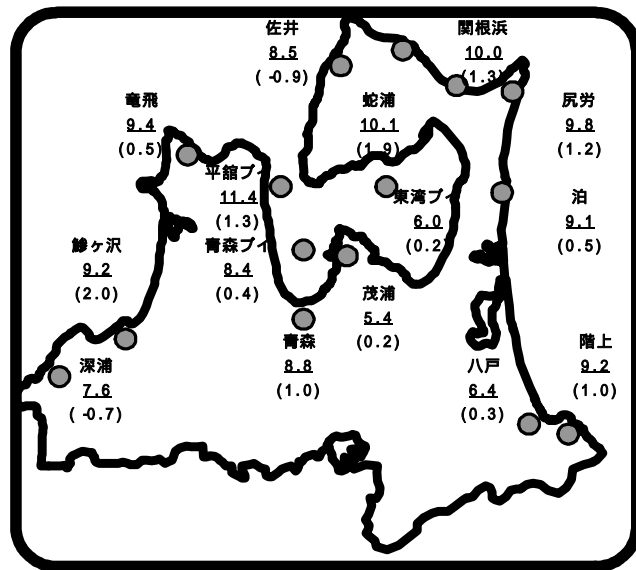 佐井
8.5
(-0.9)
関根浜
10.0
(1.3)
竜飛
9.4
(0.5)
蛇浦
10.1
(1.9)
尻労
9.8
(1.2)
平舘ブイ
11.4
(1.3)
東湾ブイ
6.0
(0.2)
泊
9.1
(0.5)
鰺ヶ沢
9.2
(2.0)
青森ブイ
8.4
(0.4)
茂浦
5.4
(0.2)
深浦
7.6
(-0.7)
青森
8.8
(1.0)
八戸
6.4
(0.3)
階上
9.2
(1.0)